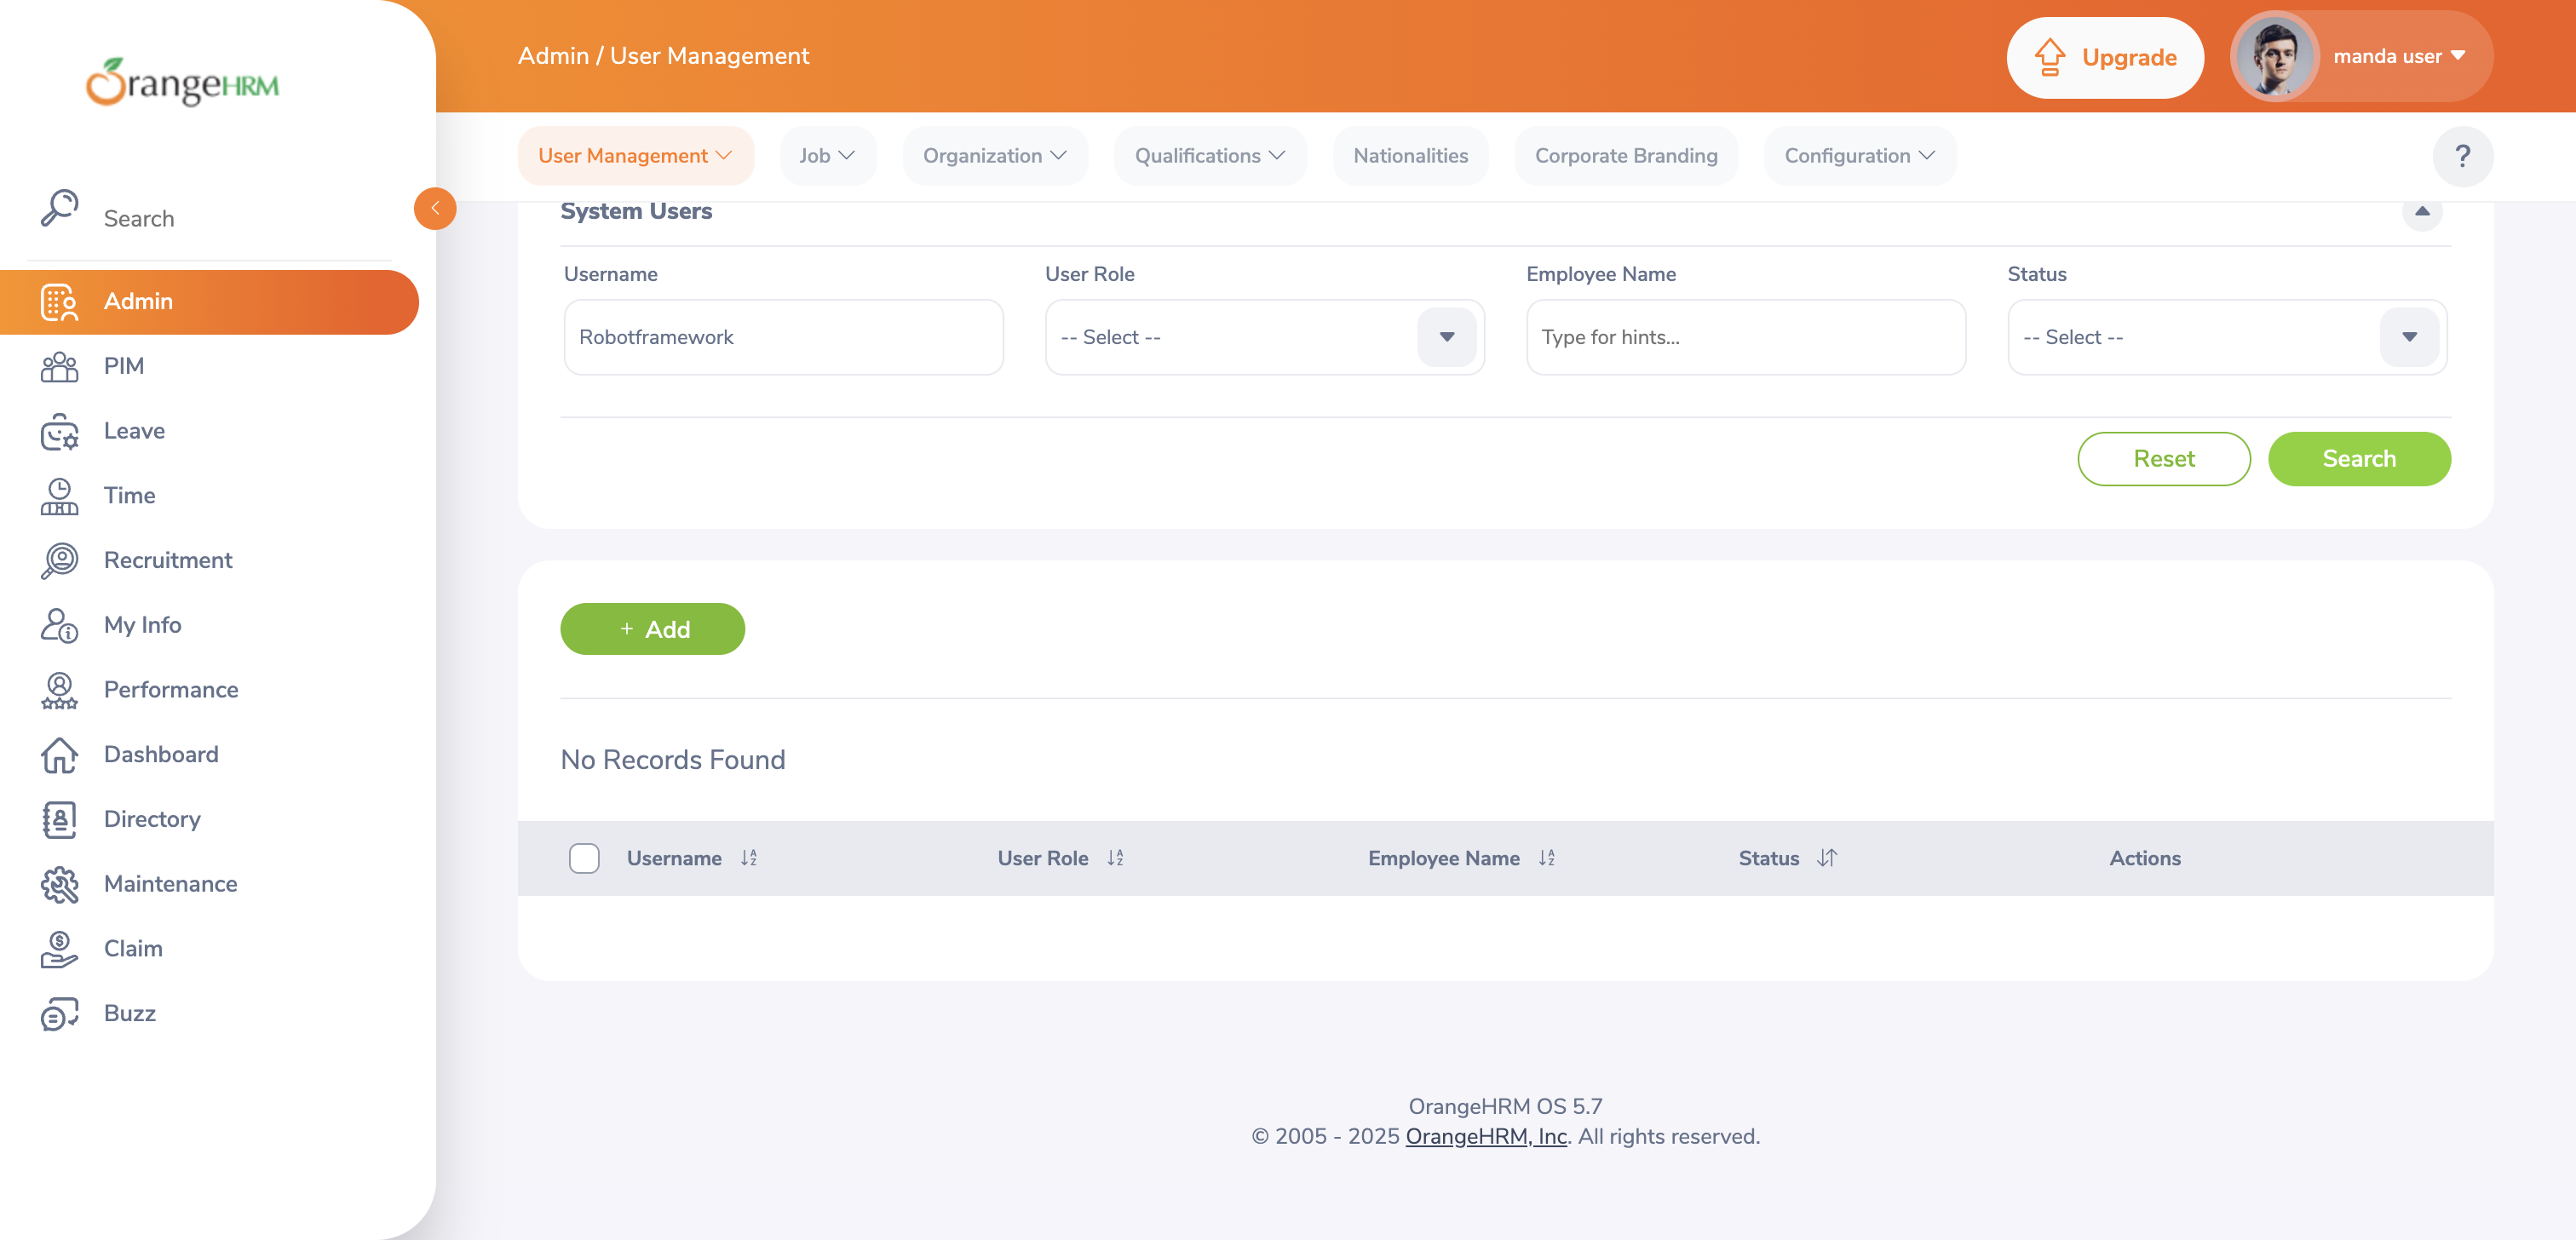 OrangeHRM
Admin / User Management
Upgrade
manda user
User Management
Job
Organization
Qualifications
Nationalities
Corporate Branding
Configuration
?
Search
Admin
PIM
Leave
Time
Recruitment
My Info
Performance
Dashboard
Directory
Maintenance
Claim
Buzz
System Users
Username
User Role
Employee Name
Status
Robotframework
-- Select --
Type for hints...
-- Select --
Reset
Search
+ Add
No Records Found
Username
User Role
Employee Name
Status
Actions
OrangeHRM OS 5.7
© 2005 - 2025 OrangeHRM, Inc. All rights reserved.